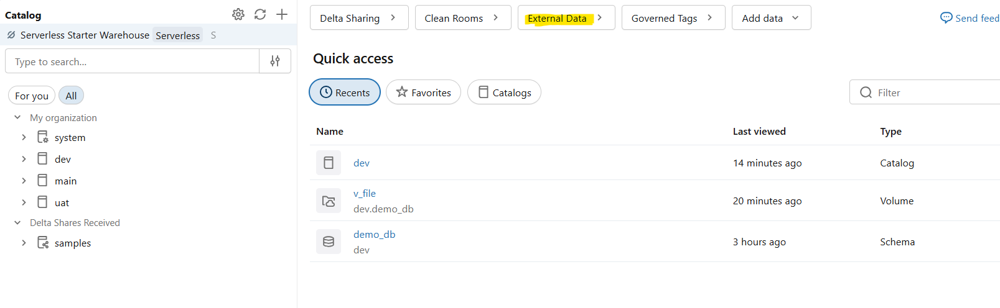 Catalog
Serverless Starter Warehouse Serverless S
Type to search...
For you All
My organization
system
dev
main
uat
Delta Shares Received
samples
Delta Sharing Clean Rooms External Data Governed Tags Add data Send feed
Quick access
Recents Favorites Catalogs Filter
Name Last viewed Type
dev 14 minutes ago Catalog
v_file
dev.demo_db 20 minutes ago Volume
demo_db
dev 3 hours ago Schema